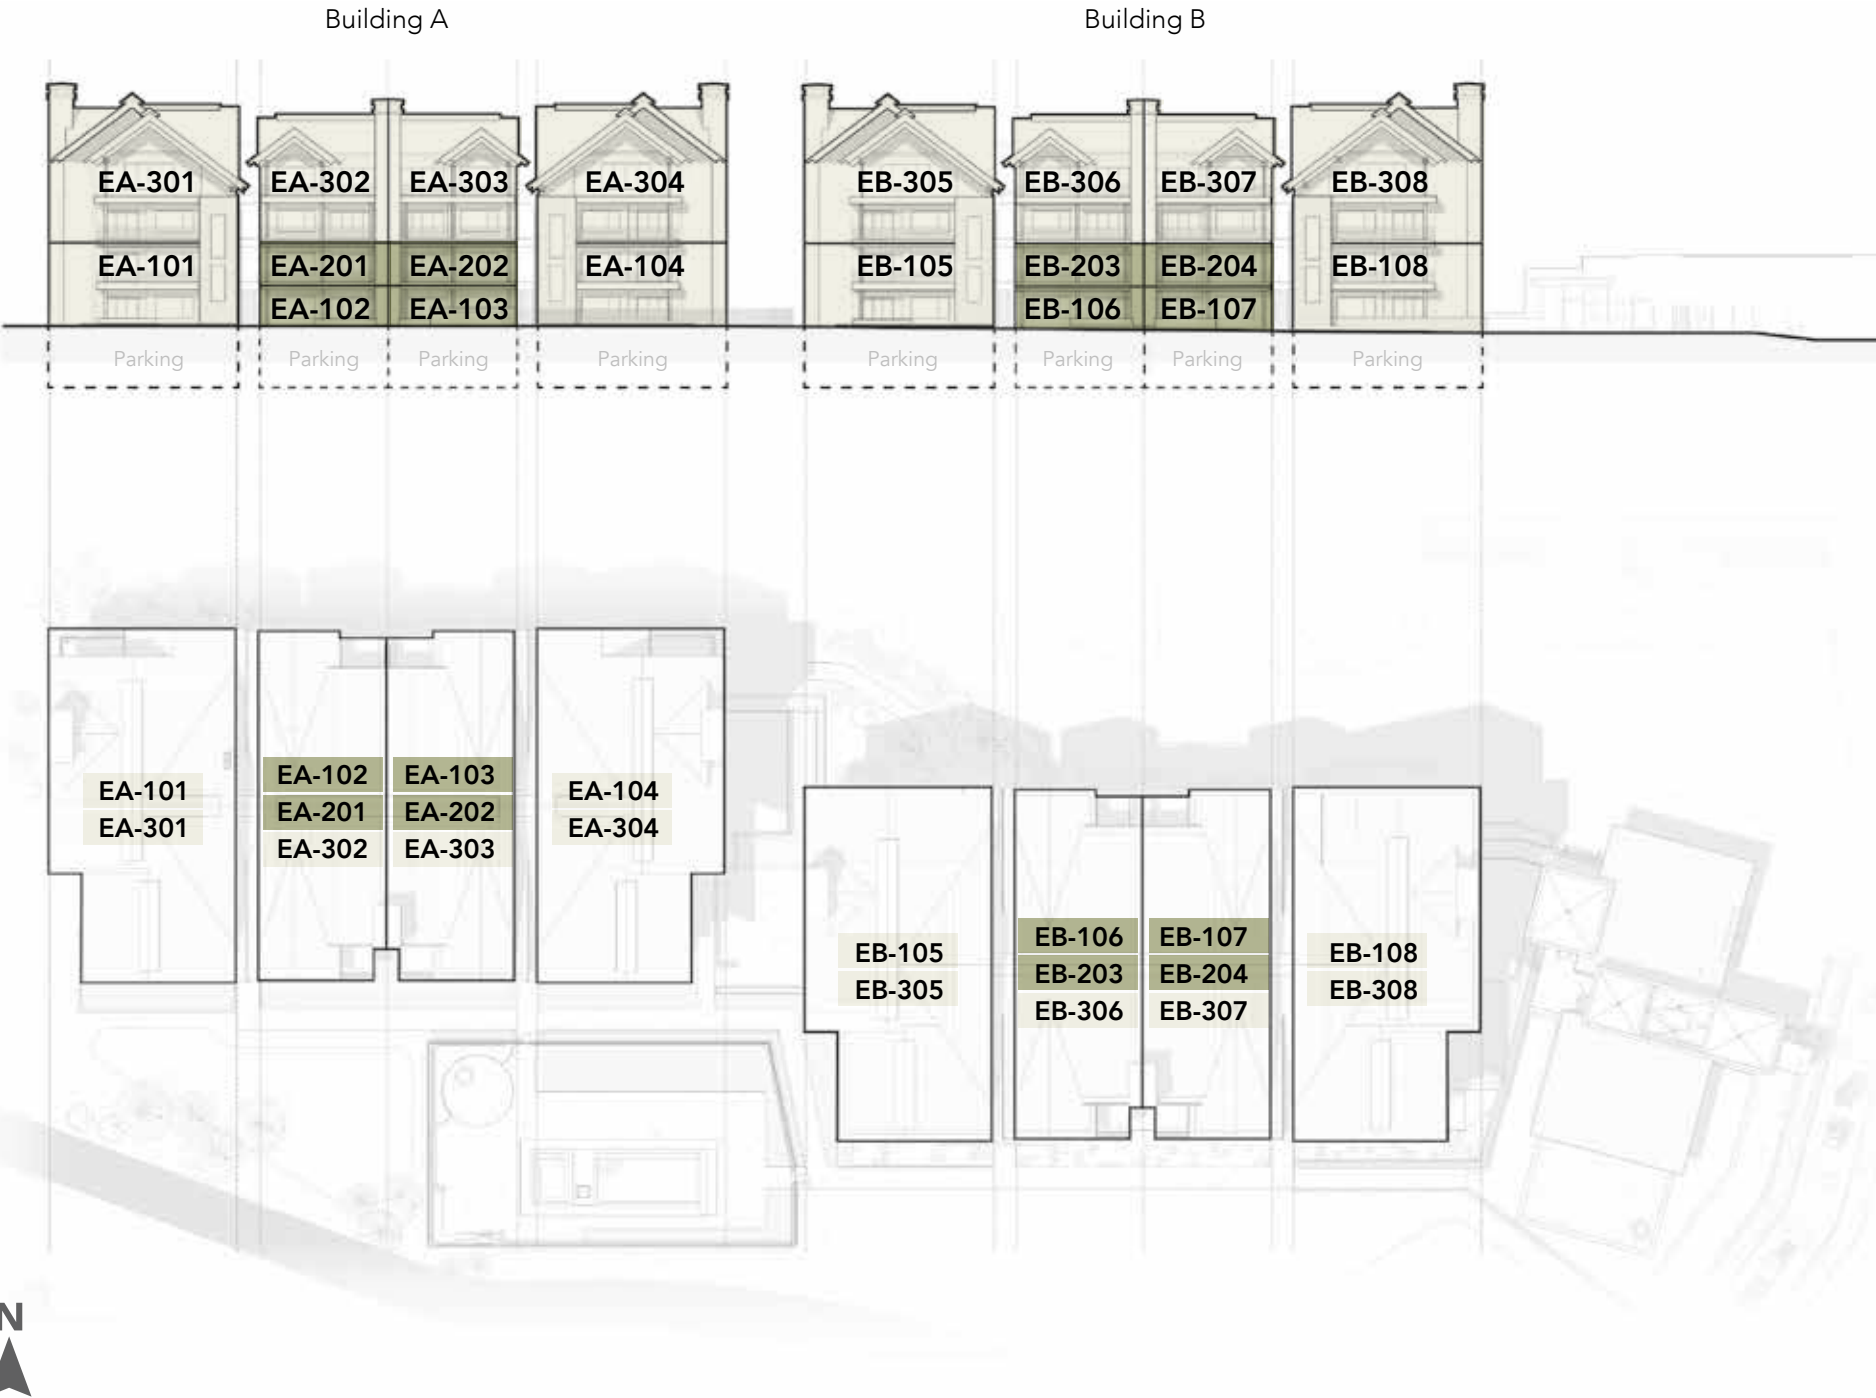 Building A Building B
EA-301 EA-302 EA-303 EA-304 EB-305 EB-306 EB-307 EB-308
EA-101 EA-201 EA-202 EA-104 EB-105 EB-203 EB-204 EB-108
EA-102 EA-103 EB-106 EB-107
Parking Parking Parking Parking Parking Parking Parking Parking
EA-101
EA-301
EA-102
EA-201
EA-302
EA-103
EA-202
EA-303
EA-104
EA-304
EB-105
EB-305
EB-106
EB-203
EB-306
EB-107
EB-204
EB-307
EB-108
EB-308
N